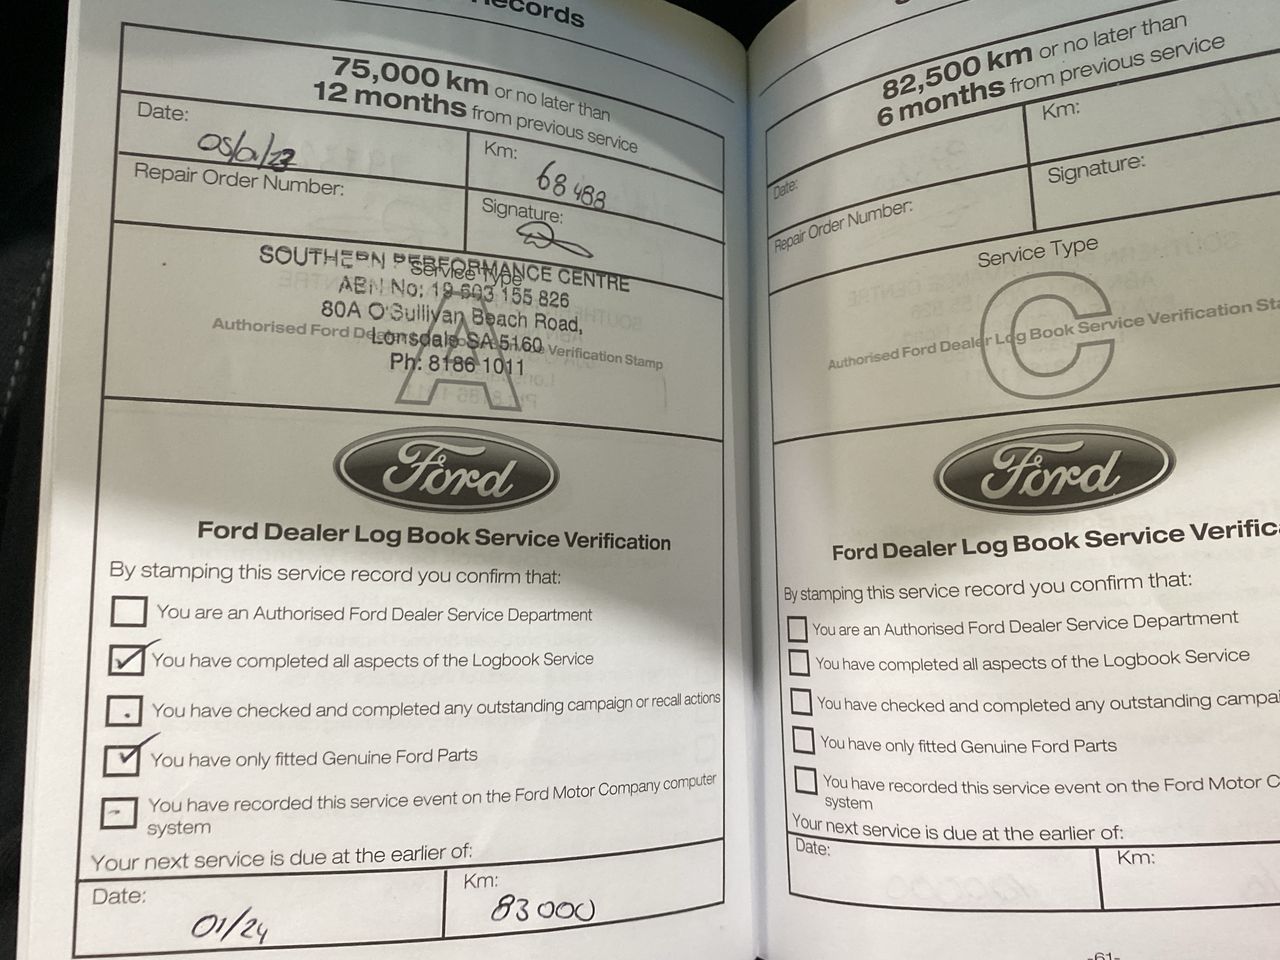 Records
75,000 km or no later than
12 months from previous service
Date:
05/01/23
Km:
68 488
Repair Order Number:
Signature:
SOUTHERN PERFORMANCE CENTRE
Service Type
ABN No: 19 603 155 826
80A O'Sullivan Beach Road,
Lonsdale SA 5160
Authorised Ford Dealer Log Book Service Verification Stamp
Ph: 8186 1011
A
Ford
Ford Dealer Log Book Service Verification
By stamping this service record you confirm that:
You are an Authorised Ford Dealer Service Department
You have completed all aspects of the Logbook Service
You have checked and completed any outstanding campaign or recall actions
You have only fitted Genuine Ford Parts
You have recorded this service event on the Ford Motor Company computer
system
Your next service is due at the earlier of:
Date:
01/24
Km:
83 000
82,500 km or no later than
6 months from previous service
Date:
Km:
Repair Order Number:
Signature:
Service Type
C
Authorised Ford Dealer Log Book Service Verification Sta
Ford
Ford Dealer Log Book Service Verific
By stamping this service record you confirm that:
You are an Authorised Ford Dealer Service Department
You have completed all aspects of the Logbook Service
You have checked and completed any outstanding campai
You have only fitted Genuine Ford Parts
You have recorded this service event on the Ford Motor C
system
Your next service is due at the earlier of:
Date:
Km:
-61-